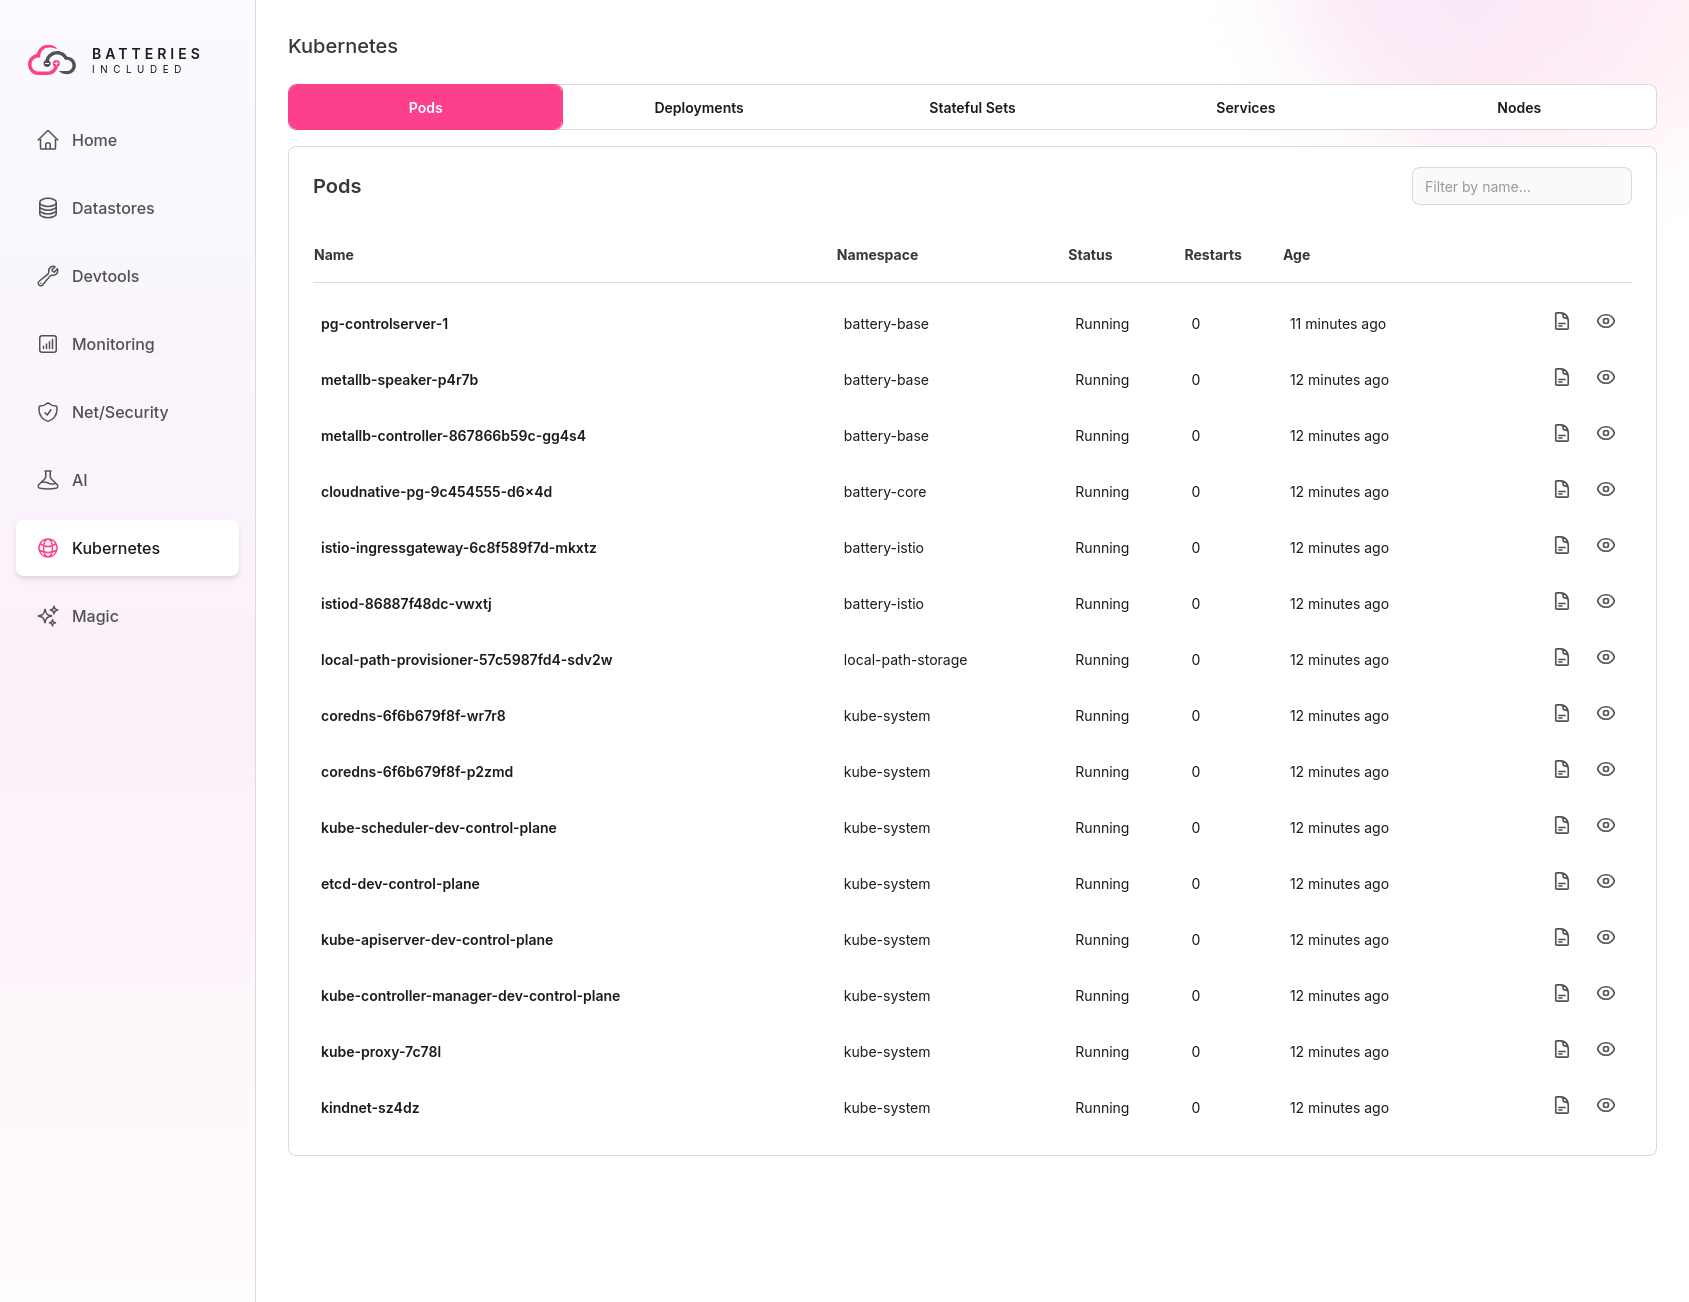 BATTERIES
INCLUDED
Home
Datastores
Devtools
Monitoring
Net/Security
AI
Kubernetes
Magic
Kubernetes
Pods Deployments Stateful Sets Services Nodes
Pods Filter by name...
Name Namespace Status Restarts Age
pg-controlserver-1 battery-base Running 0 11 minutes ago
metallb-speaker-p4r7b battery-base Running 0 12 minutes ago
metallb-controller-867866b59c-gg4s4 battery-base Running 0 12 minutes ago
cloudnative-pg-9c454555-d6×4d battery-core Running 0 12 minutes ago
istio-ingressgateway-6c8f589f7d-mkxtz battery-istio Running 0 12 minutes ago
istiod-86887f48dc-vwxtj battery-istio Running 0 12 minutes ago
local-path-provisioner-57c5987fd4-sdv2w local-path-storage Running 0 12 minutes ago
coredns-6f6b679f8f-wr7r8 kube-system Running 0 12 minutes ago
coredns-6f6b679f8f-p2zmd kube-system Running 0 12 minutes ago
kube-scheduler-dev-control-plane kube-system Running 0 12 minutes ago
etcd-dev-control-plane kube-system Running 0 12 minutes ago
kube-apiserver-dev-control-plane kube-system Running 0 12 minutes ago
kube-controller-manager-dev-control-plane kube-system Running 0 12 minutes ago
kube-proxy-7c78l kube-system Running 0 12 minutes ago
kindnet-sz4dz kube-system Running 0 12 minutes ago